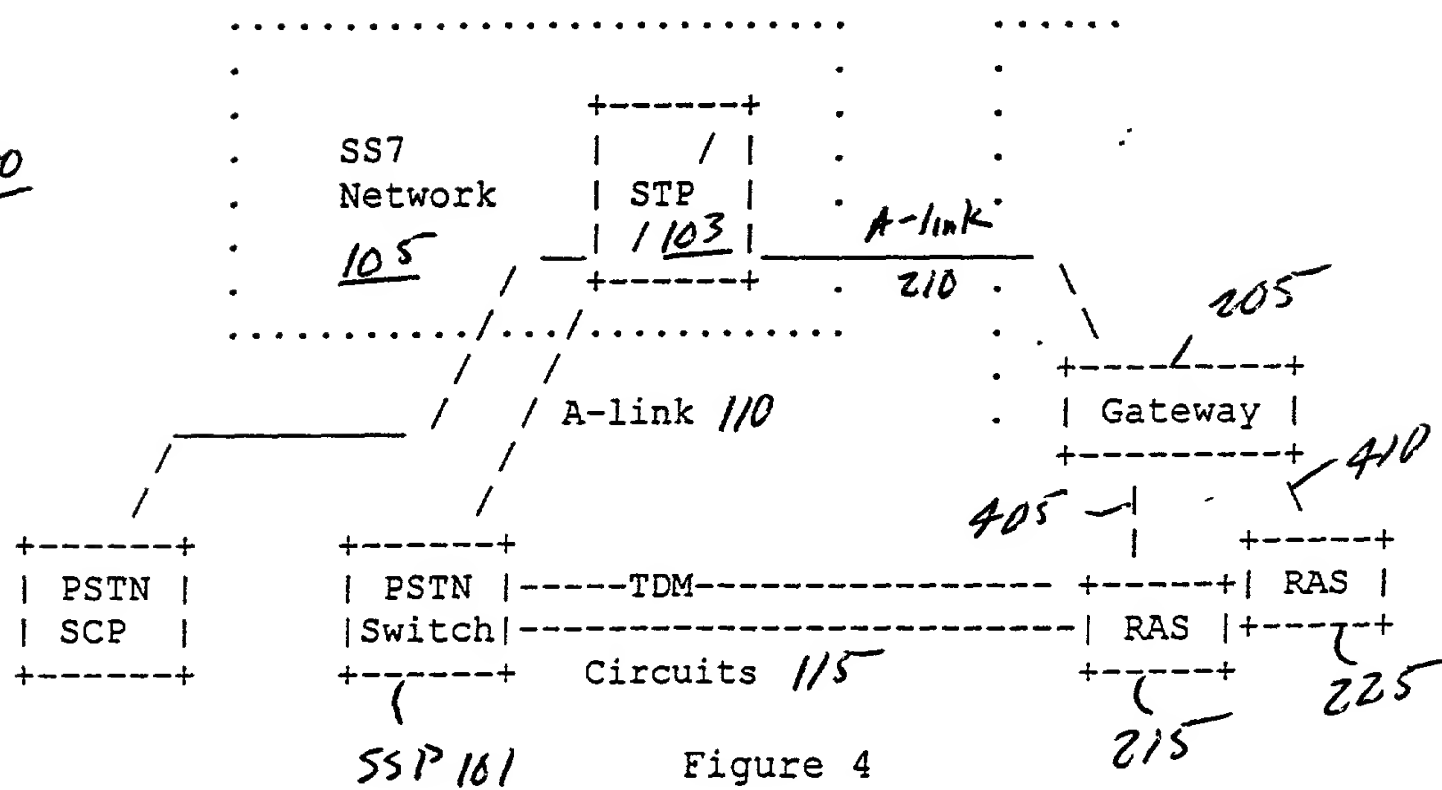 SS7
Network
105
STP
103
A-link
210
205
A-link 110
Gateway
410
405
PSTN
SCP
PSTN
Switch
TDM
Circuits 115
RAS
RAS
SSP 101
215
225
Figure 4